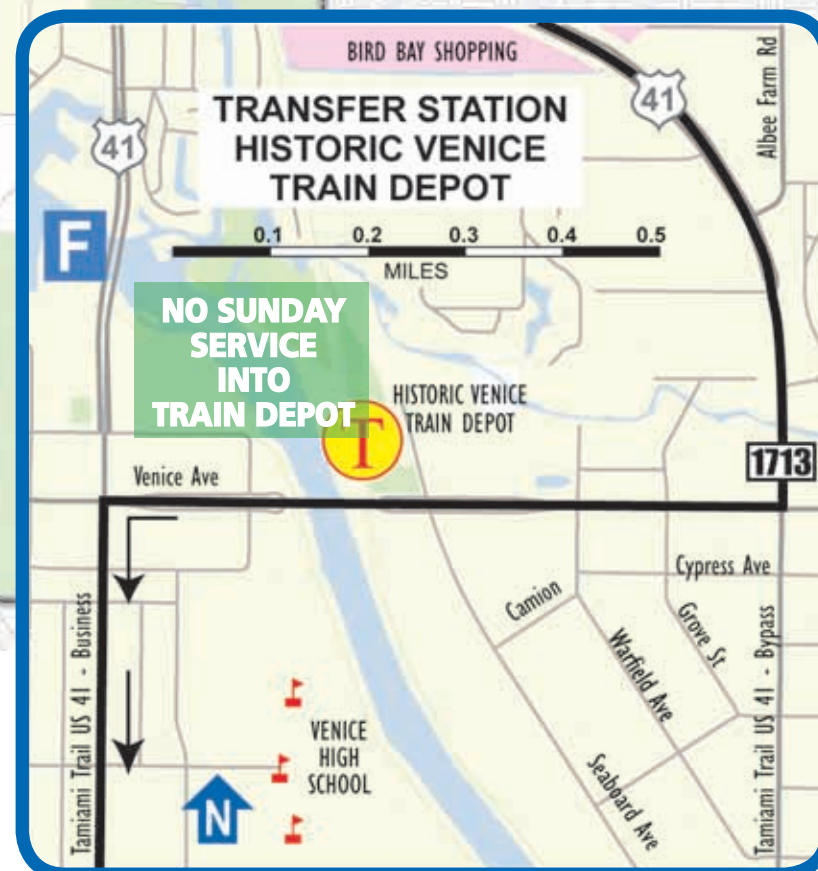 BIRD BAY SHOPPING
Albee Farm Rd
41
41
TRANSFER STATION
HISTORIC VENICE
TRAIN DEPOT
F
0.1 0.2 0.3 0.4 0.5
MILES
NO SUNDAY
SERVICE
INTO
TRAIN DEPOT
HISTORIC VENICE
TRAIN DEPOT
T
1713
Venice Ave
Cypress Ave
Camion
Grove St
Warfield Ave
Tamiami Trail US 41 - Business
Tamiami Trail US 41 - Bypass
VENICE
HIGH
SCHOOL
Seaboard Ave
N